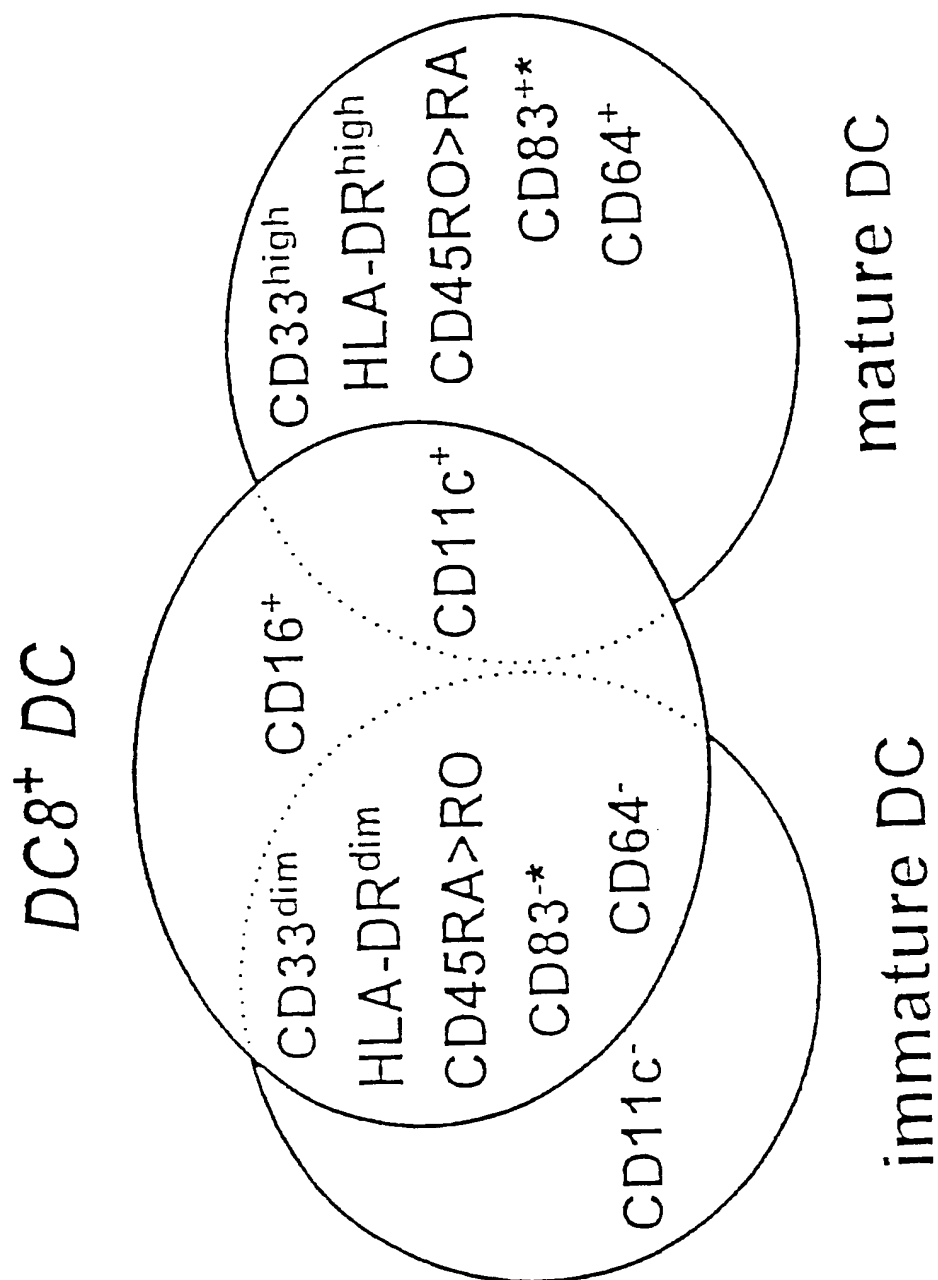 DC8⁺ DC
CD16⁺
CD33ᵈⁱᵐ
HLA-DRᵈⁱᵐ
CD45RA>RO
CD83⁻*
CD64⁻
CD11c⁻
CD11c⁺
CD33ʰⁱᵍʰ
HLA-DRʰⁱᵍʰ
CD45RO>RA
CD83⁺*
CD64⁺
immature DC
mature DC